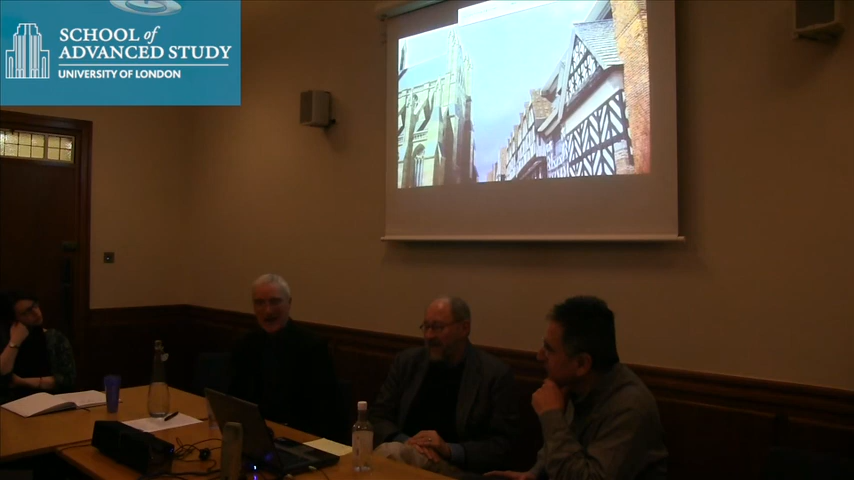 SCHOOL of
ADVANCED STUDY
UNIVERSITY OF LONDON